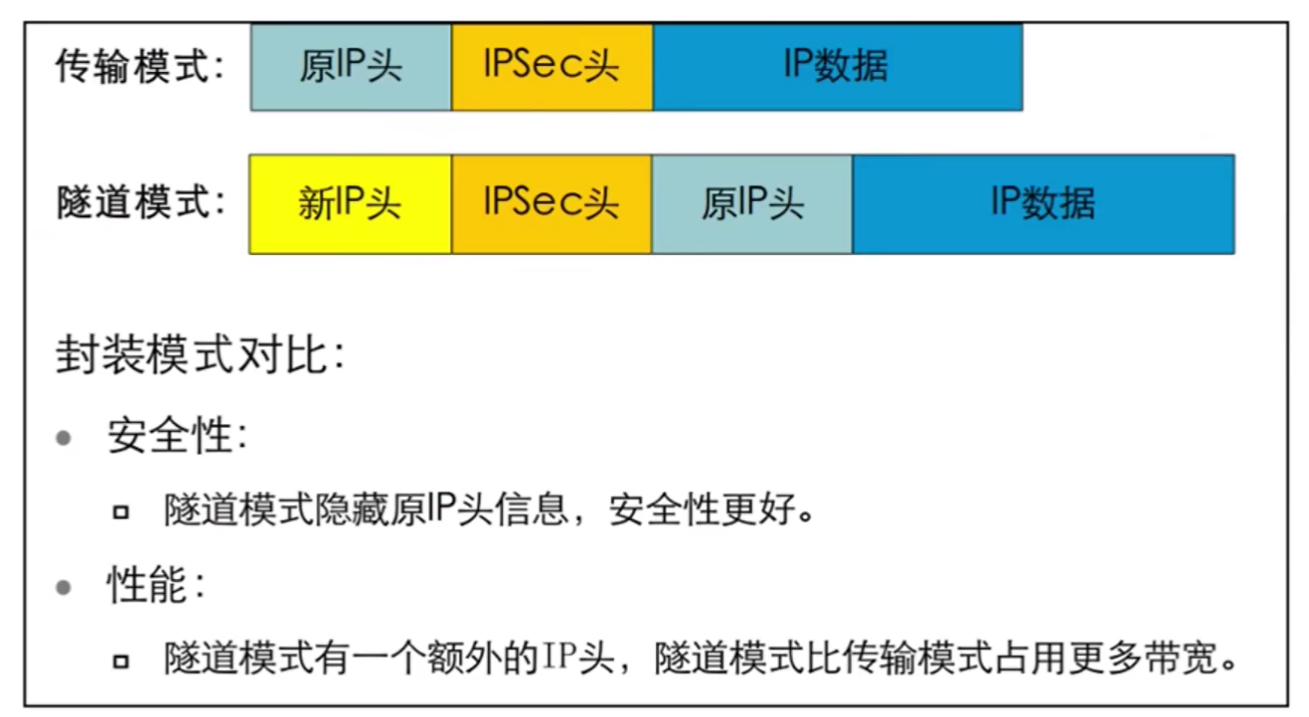 传输模式： 原IP头 IPSec头 IP数据
隧道模式： 新IP头 IPSec头 原IP头 IP数据
封装模式对比：
安全性：
隧道模式隐藏原IP头信息，安全性更好。
性能：
隧道模式有一个额外的IP头，隧道模式比传输模式占用更多带宽。